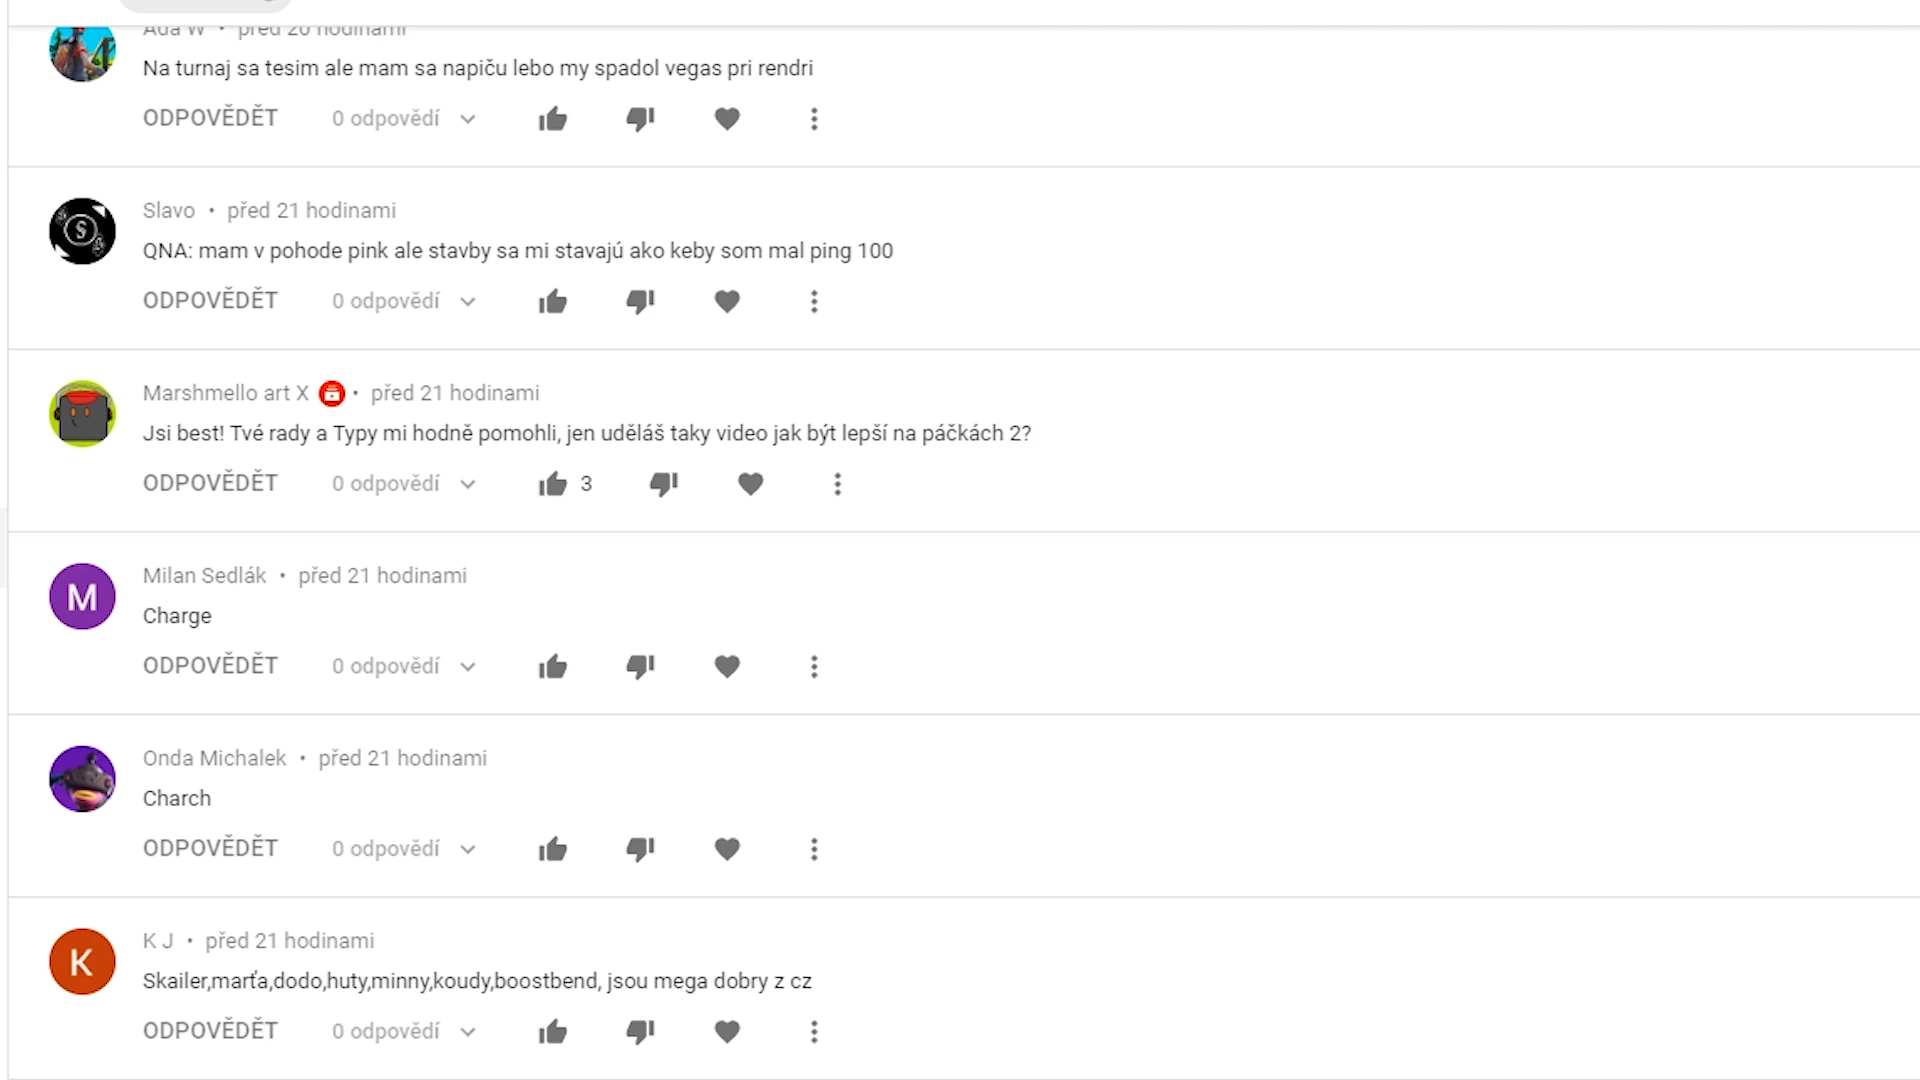 Ada W • před 20 hodinami
Na turnaj sa tesim ale mam sa napiču lebo my spadol vegas pri rendri
ODPOVĚDĚT 0 odpovědí
Slavo • před 21 hodinami
QNA: mam v pohode pink ale stavby sa mi stavajú ako keby som mal ping 100
ODPOVĚDĚT 0 odpovědí
Marshmello art X • před 21 hodinami
Jsi best! Tvé rady a Typy mi hodně pomohli, jen uděláš taky video jak být lepší na páčkách 2?
ODPOVĚDĚT 0 odpovědí 3
M
Milan Sedlák • před 21 hodinami
Charge
ODPOVĚDĚT 0 odpovědí
Onda Michalek • před 21 hodinami
Charch
ODPOVĚDĚT 0 odpovědí
K
K J • před 21 hodinami
Skailer,marťa,dodo,huty,minny,koudy,boostbend, jsou mega dobry z cz
ODPOVĚDĚT 0 odpovědí